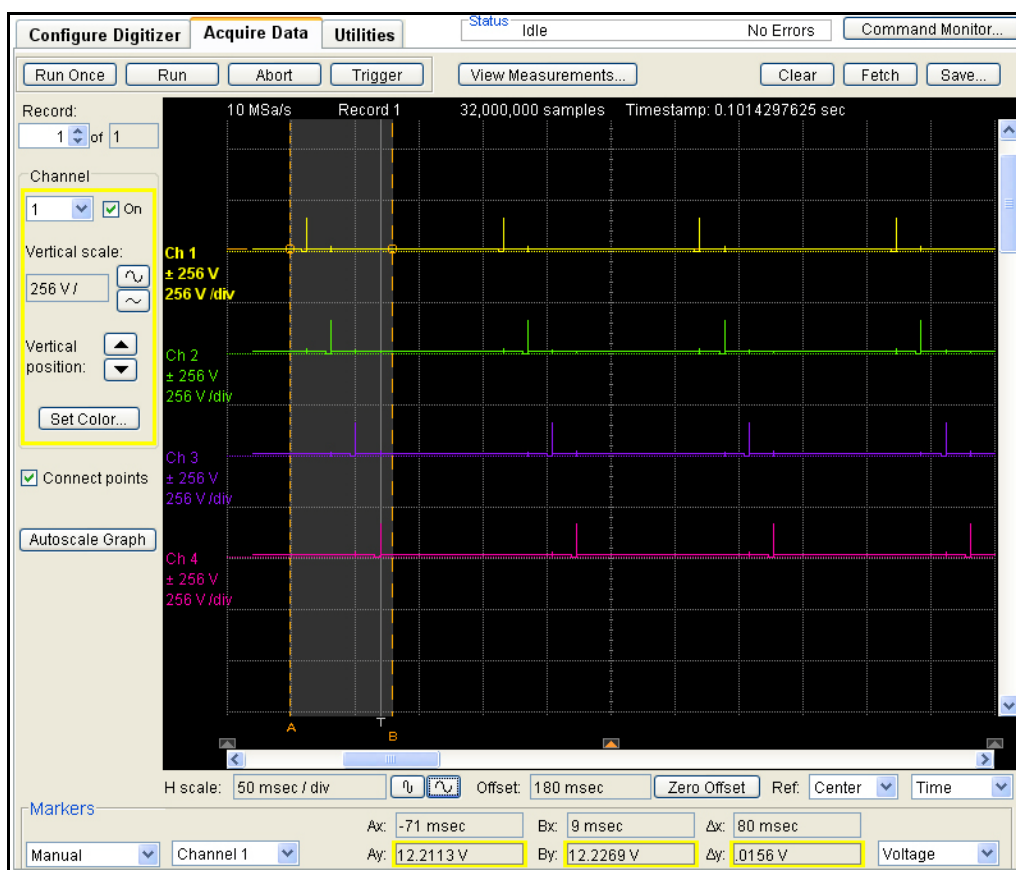 Configure Digitizer Acquire Data Utilities Status Idle No Errors Command Monitor...
Run Once Run Abort Trigger View Measurements... Clear Fetch Save...
Record:
1 of 1
10 MSa/s Record 1 32,000,000 samples Timestamp: 0.1014297625 sec
Channel
1 On
Vertical scale:
256 V /
Vertical position:
Set Color...
Connect points
Autoscale Graph
Ch 1
± 256 V
256 V /div
Ch 2
± 256 V
256 V /div
Ch 3
± 256 V
256 V /div
Ch 4
± 256 V
256 V /div
A
T
B
H scale: 50 msec / div Offset: 180 msec Zero Offset Ref: Center Time
Markers
Ax: -71 msec Bx: 9 msec Δx: 80 msec
Manual Channel 1 Ay: 12.2113 V By: 12.2269 V Δy: .0156 V Voltage